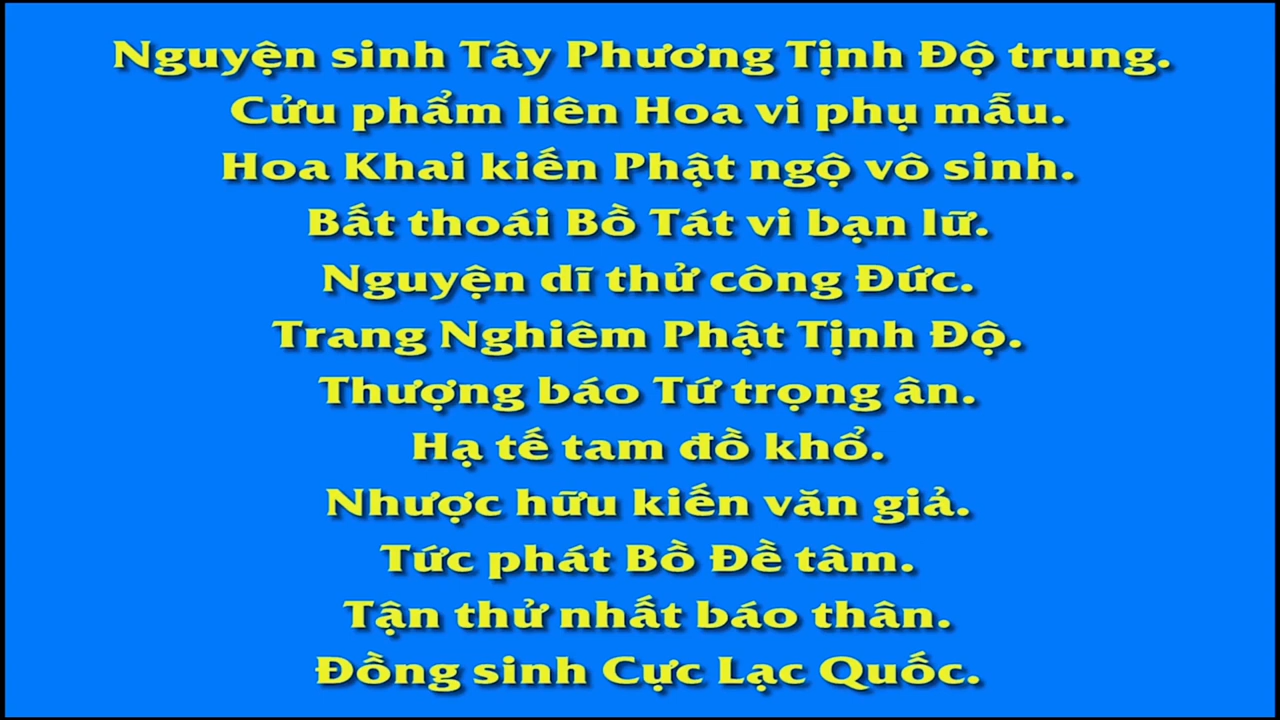 Nguyện sinh Tây Phương Tịnh Độ trung.
Cửu phẩm liên Hoa vi phụ mẫu.
Hoa Khai kiến Phật ngộ vô sinh.
Bất thoái Bồ Tát vi bạn lữ.
Nguyện dĩ thử công Đức.
Trang Nghiêm Phật Tịnh Độ.
Thượng báo Tứ trọng ân.
Hạ tế tam đồ khổ.
Nhược hữu kiến văn giả.
Tức phát Bồ Đề tâm.
Tận thử nhất báo thân.
Đồng sinh Cực Lạc Quốc.